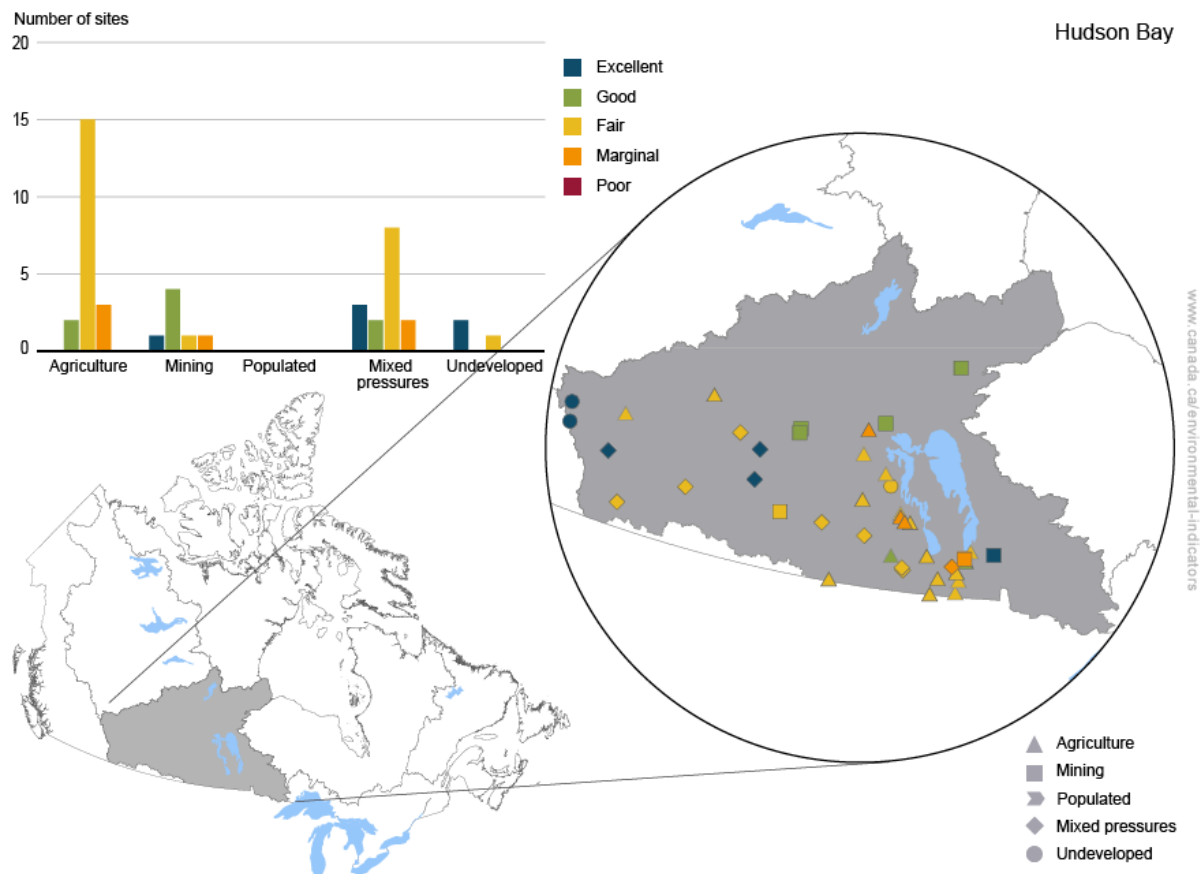 Number of sites
20
15
10
5
0
Agriculture
Mining
Populated
Mixed
pressures
Undeveloped
Excellent
Good
Fair
Marginal
Poor
Hudson Bay
www.canada.ca/environmental-indicators
Agriculture
Mining
Populated
Mixed pressures
Undeveloped